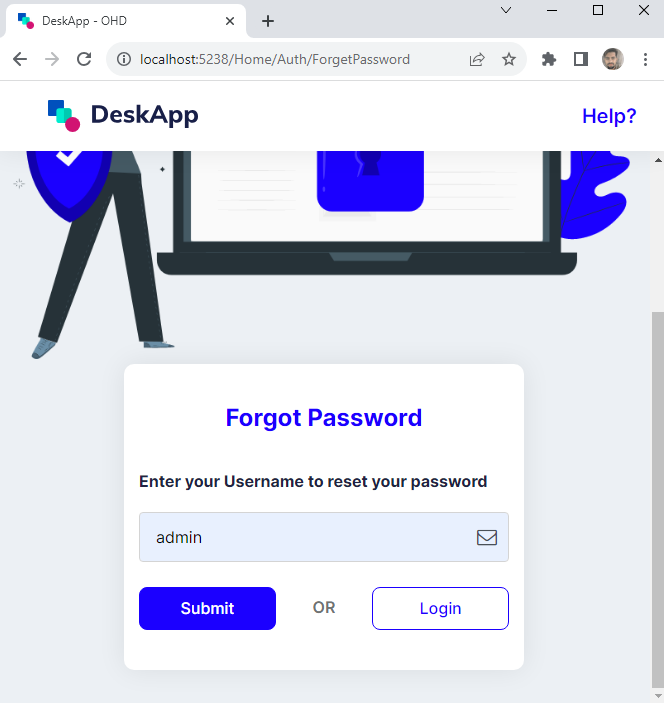 DeskApp - OHD
localhost:5238/Home/Auth/ForgetPassword
DeskApp
Help?
Forgot Password
Enter your Username to reset your password
admin
Submit
OR
Login